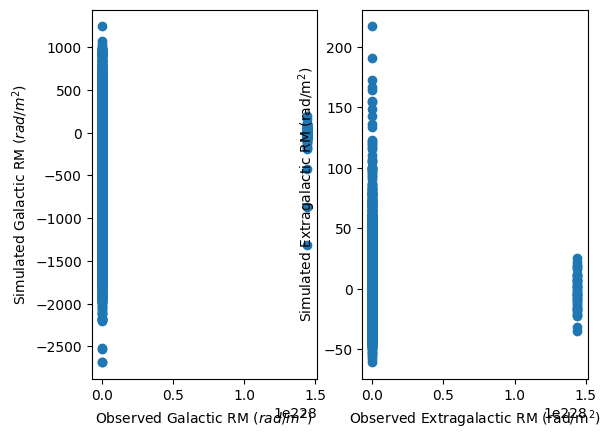 1000
500
0
−500
−1000
−1500
−2000
−2500
Simulated Galactic RM (rad/m²)
0.0 0.5 1.0 1.5
1e228
Observed Galactic RM (rad/m²)
200
150
100
50
0
−50
Simulated Extragalactic RM (rad/m²)
0.0 0.5 1.0 1.5
1e228
Observed Extragalactic RM (rad/m²)